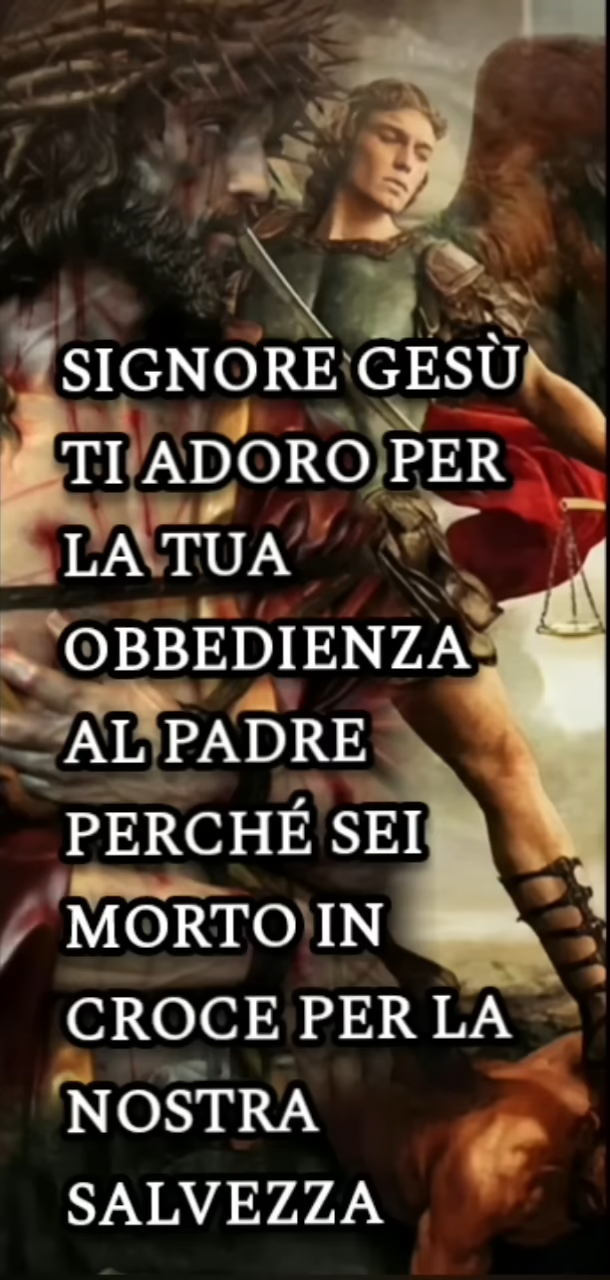 SIGNORE GESÙ
TI ADORO PER
LA TUA
OBBEDIENZA
AL PADRE
PERCHÉ SEI
MORTO IN
CROCE PER LA
NOSTRA
SALVEZZA